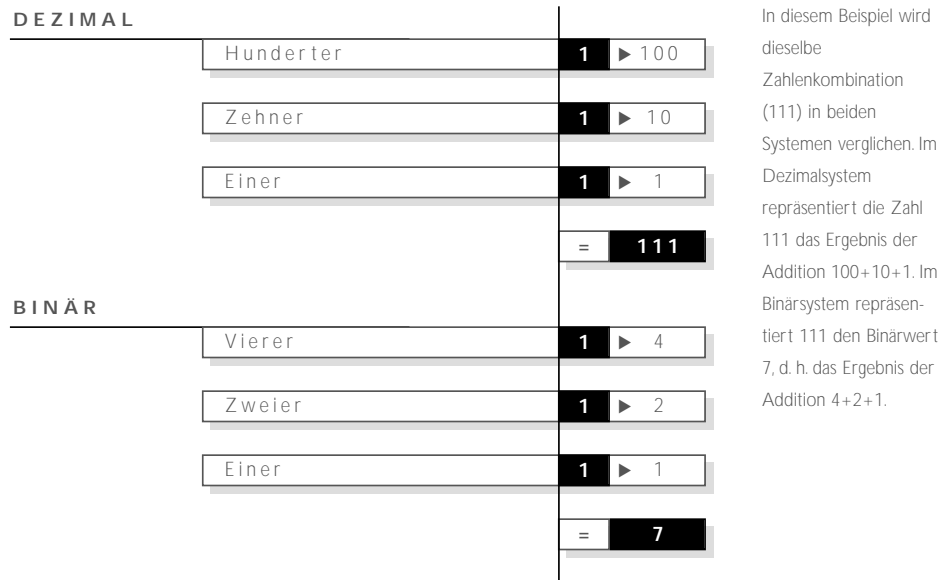 DEZIMAL
Hunderter 1 ▶ 100
Zehner 1 ▶ 10
Einer 1 ▶ 1
= 111
BINÄR
Vierer 1 ▶ 4
Zweier 1 ▶ 2
Einer 1 ▶ 1
= 7
In diesem Beispiel wird
dieselbe
Zahlenkombination
(111) in beiden
Systemen verglichen. Im
Dezimalsystem
repräsentiert die Zahl
111 das Ergebnis der
Addition 100+10+1. Im
Binärsystem repräsen-
tiert 111 den Binärwert
7, d. h. das Ergebnis der
Addition 4+2+1.